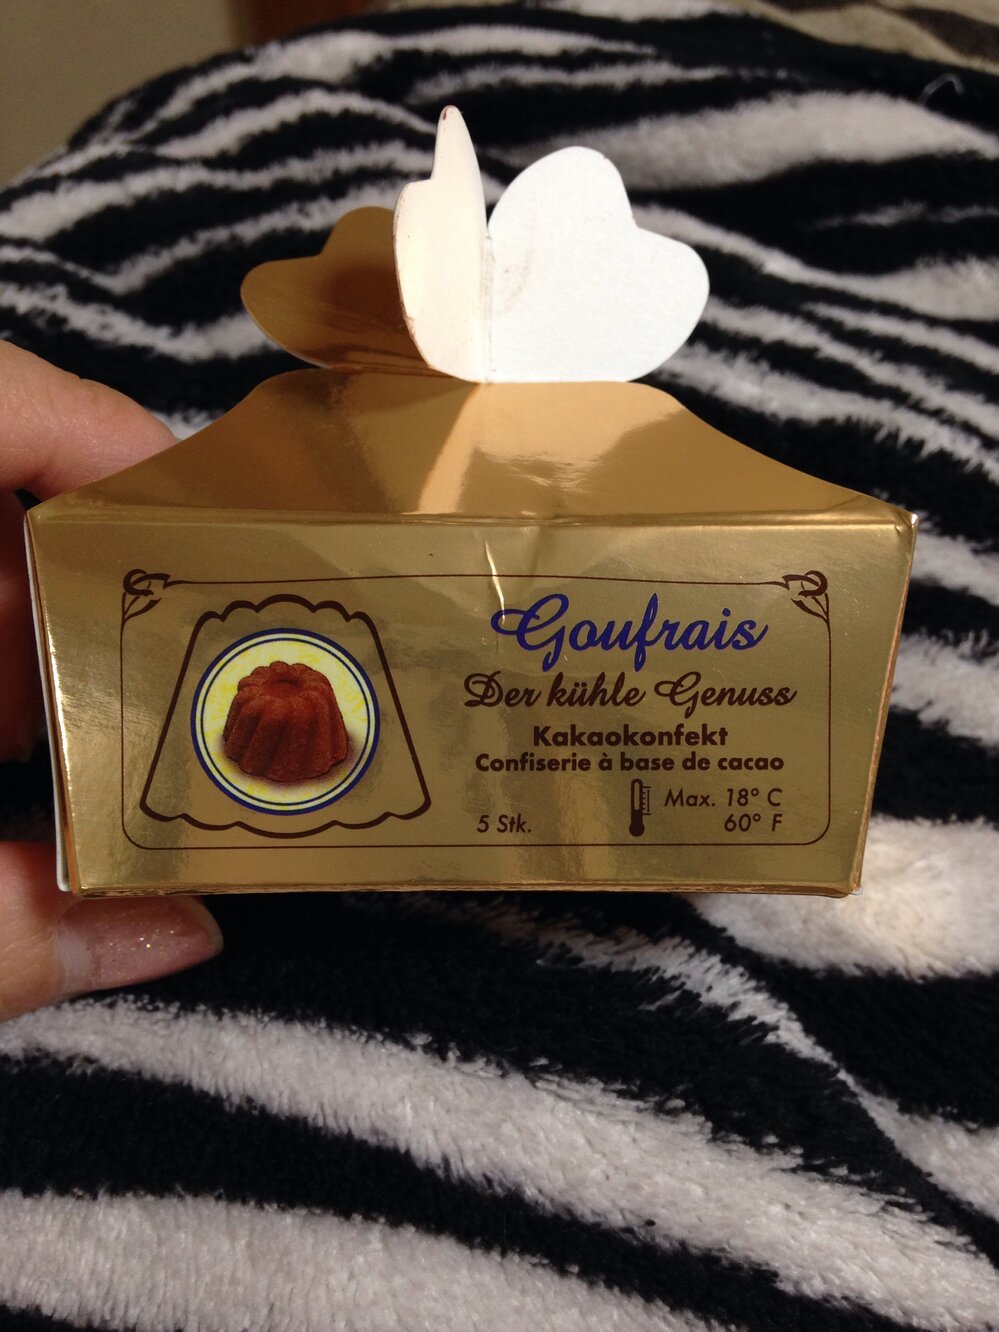 Goufrais
Der kühle Genuss
Kakaokonfekt
Confiserie à base de cacao
5 Stk.
Max. 18° C
60° F